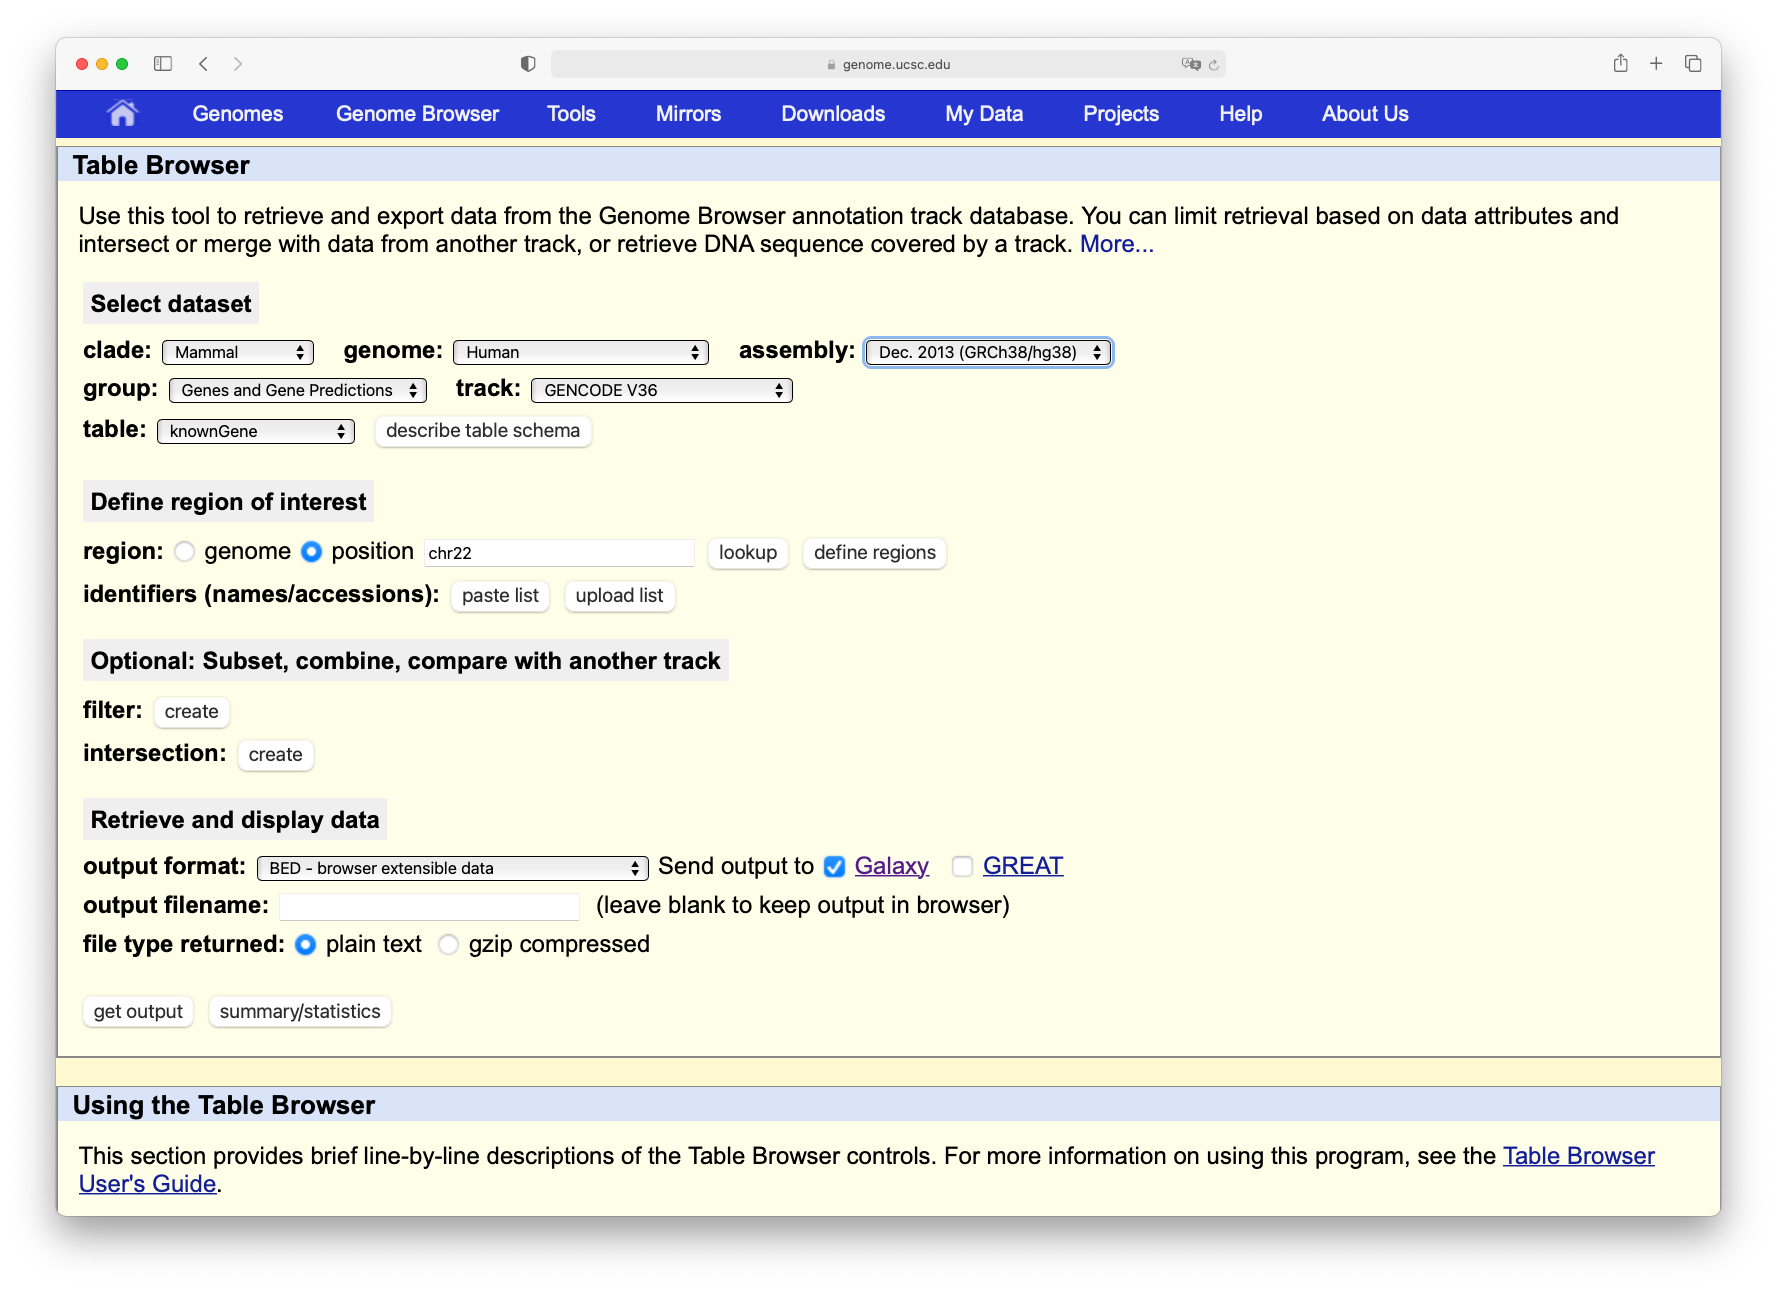 genome.ucsc.edu
Genomes Genome Browser Tools Mirrors Downloads My Data Projects Help About Us
Table Browser
Use this tool to retrieve and export data from the Genome Browser annotation track database. You can limit retrieval based on data attributes and
intersect or merge with data from another track, or retrieve DNA sequence covered by a track. More...
Select dataset
clade: Mammal genome: Human assembly: Dec. 2013 (GRCh38/hg38)
group: Genes and Gene Predictions track: GENCODE V36
table: knownGene describe table schema
Define region of interest
region: genome position chr22 lookup define regions
identifiers (names/accessions): paste list upload list
Optional: Subset, combine, compare with another track
filter: create
intersection: create
Retrieve and display data
output format: BED - browser extensible data Send output to Galaxy GREAT
output filename: (leave blank to keep output in browser)
file type returned: plain text gzip compressed
get output summary/statistics
Using the Table Browser
This section provides brief line-by-line descriptions of the Table Browser controls. For more information on using this program, see the Table Browser
User's Guide.